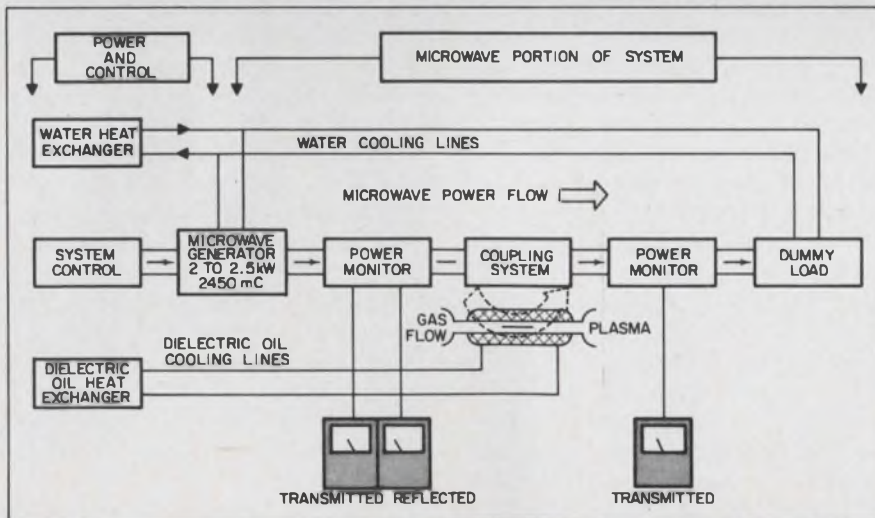 POWER
AND
CONTROL
MICROWAVE PORTION OF SYSTEM
WATER HEAT
EXCHANGER
WATER COOLING LINES
MICROWAVE POWER FLOW
SYSTEM
CONTROL
MICROWAVE
GENERATOR
2 TO 2.5kW
2450 mC
POWER
MONITOR
COUPLING
SYSTEM
POWER
MONITOR
DUMMY
LOAD
GAS
FLOW
PLASMA
DIELECTRIC OIL
COOLING LINES
DIELECTRIC
OIL HEAT
EXCHANGER
TRANSMITTED REFLECTED
TRANSMITTED